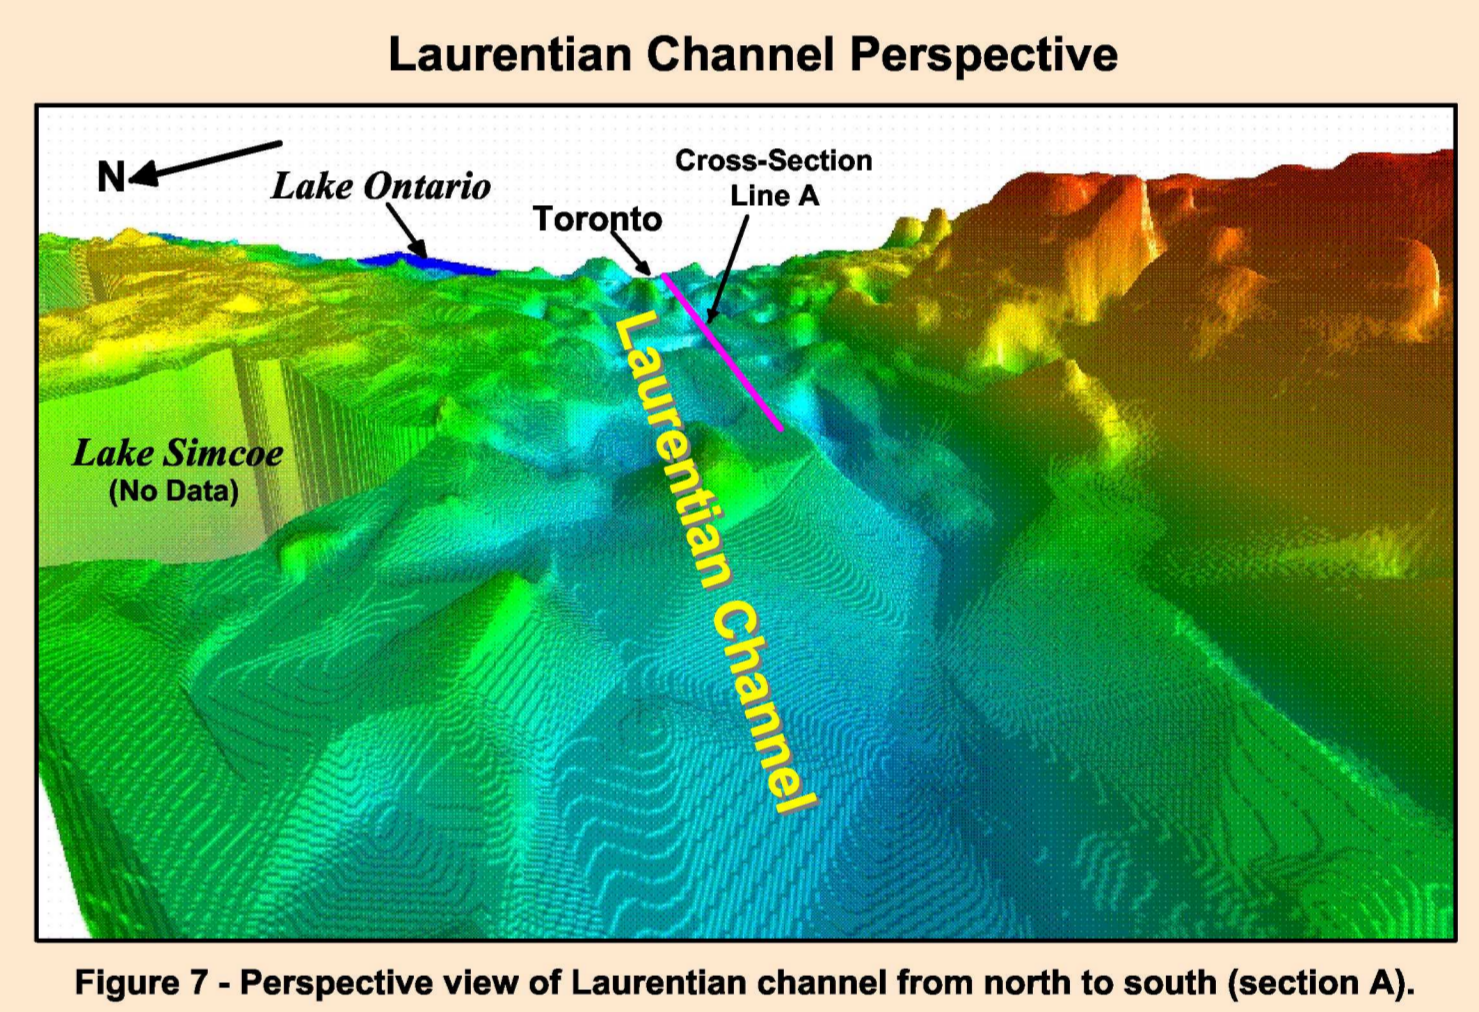 Laurentian Channel Perspective
N
Lake Ontario
Cross-Section
Line A
Toronto
Lake Simcoe
(No Data)
Laurentian Channel
Figure 7 - Perspective view of Laurentian channel from north to south (section A).